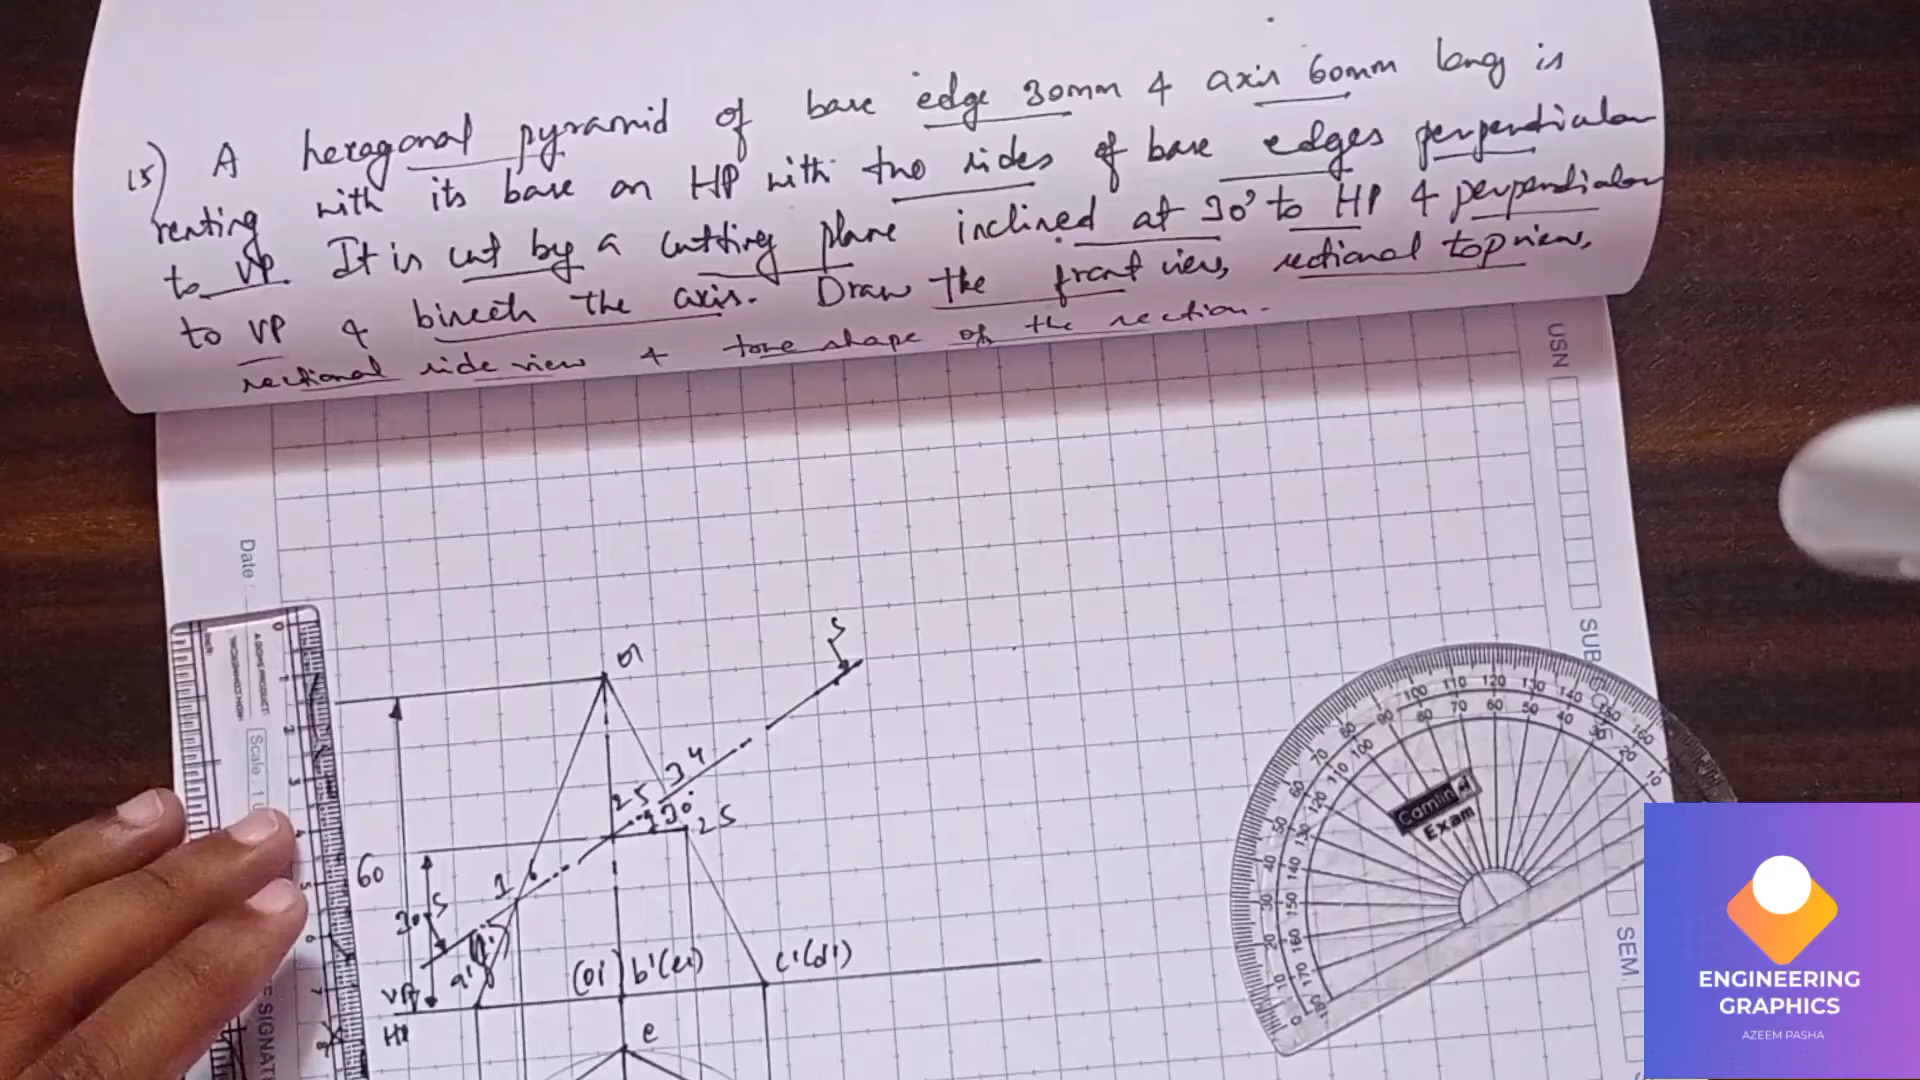 15) A hexagonal pyramid of base edge 30mm & axis 60mm long is
resting with its base on HP with two sides of base edges perpendicular
to VP. It is cut by a cutting plane inclined at 30° to HP & perpendicular
to VP & bisects the axis. Draw the front view, sectional top view,
sectional side view & true shape of the section.
USN
Date :
SUB
Scale : 1
SEM.
o'
S
3 4
2 5
30°
2 5
1
6
60
30
S
a'
(o') b'(e')
c'(d')
VP
HP
e
Camlin
Exam
ENGINEERING
GRAPHICS
AZEEM PASHA